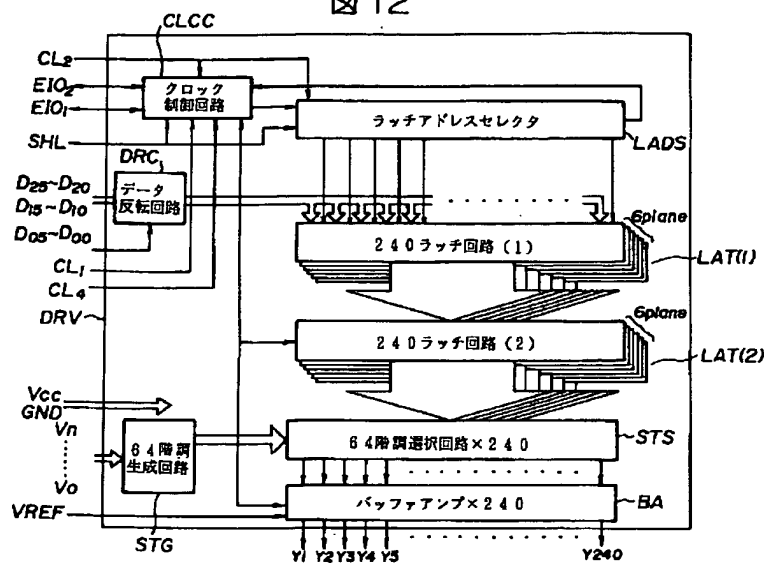 図12
CLCC
CL2
EIO2
EIO1
クロック
制御回路
ラッチアドレスセレクタ
SHL
LADS
DRC
D25~D20
D15~D10
データ
反転回路
D05~D00
6plane
240ラッチ回路(1)
LAT(1)
CL1
CL4
DRV
6plane
240ラッチ回路(2)
LAT(2)
Vcc
GND
Vn
Vo
64階調
生成回路
64階調選択回路×240
STS
VREF
バッファアンプ×240
BA
STG
Y1 Y2 Y3 Y4 Y5 Y240